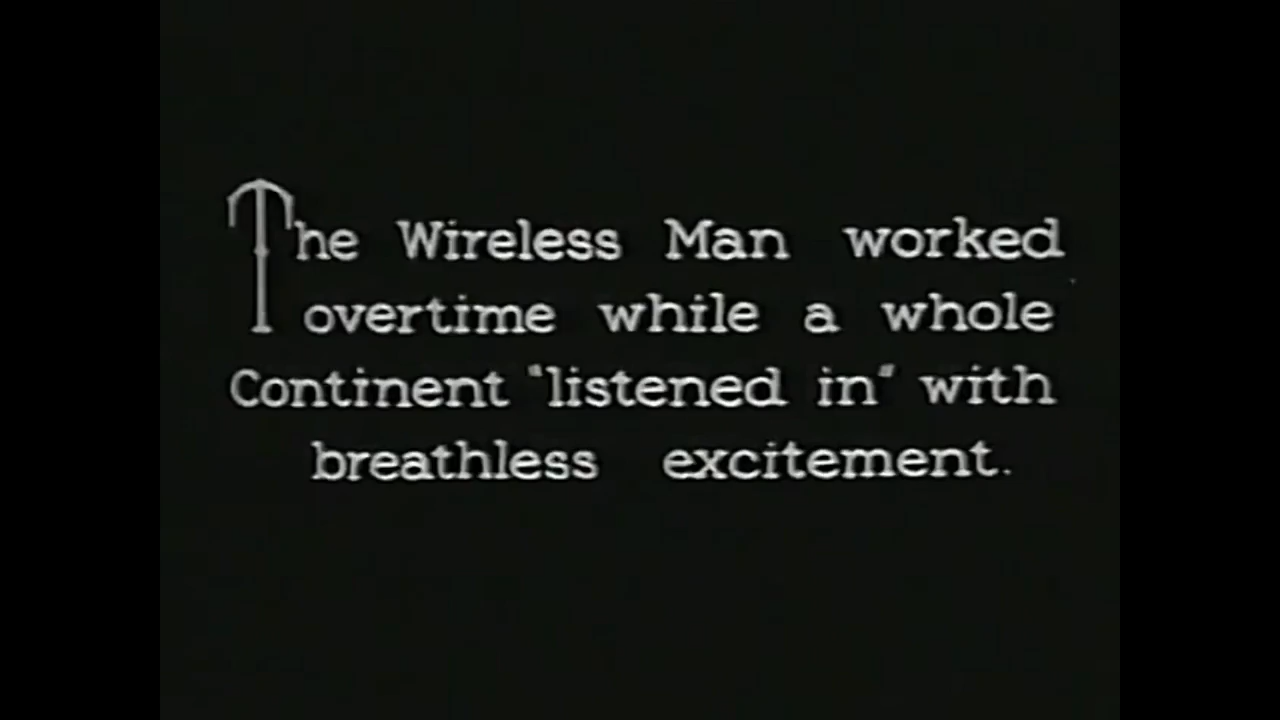 The Wireless Man worked
overtime while a whole
Continent "listened in" with
breathless excitement.